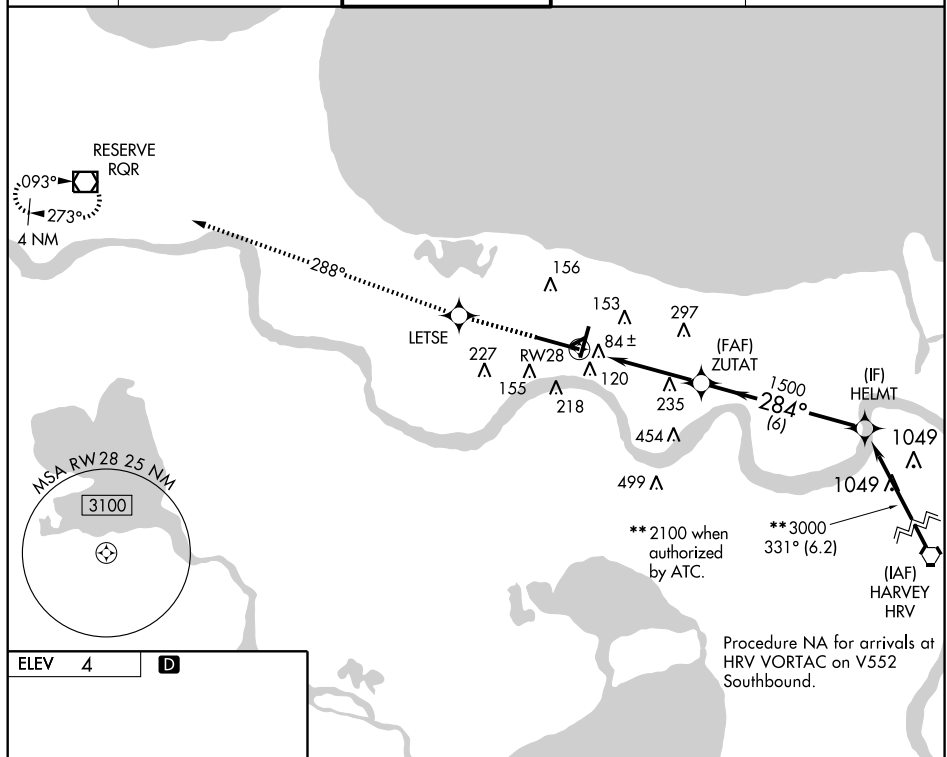 RESERVE
RQR
093°
273°
4 NM
288°
LETSE
156
153
297
84 ±
RW28
227
155
218
120
235
(FAF)
ZUTAT
1500
284°
(6)
(IF)
HELMT
1049
1049
454
499
MSA RW 28 25 NM
3100
**2100 when
authorized
by ATC.
**3000
331° (6.2)
(IAF)
HARVEY
HRV
Procedure NA for arrivals at
HRV VORTAC on V552
Southbound.
ELEV 4
D